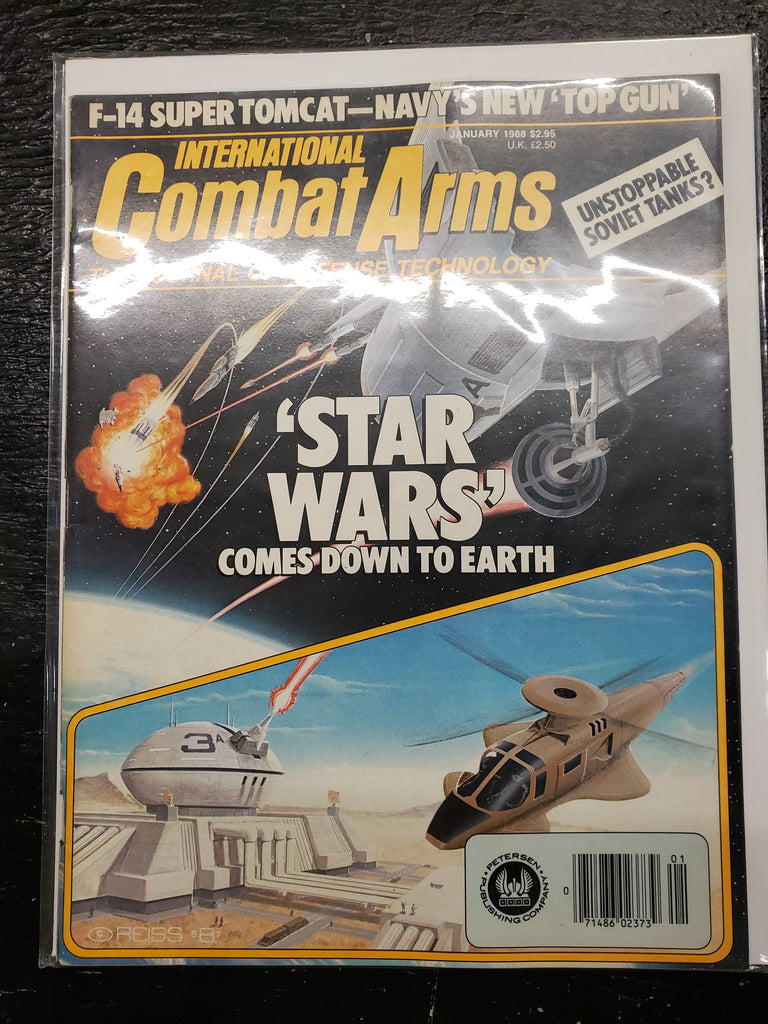 F-14 SUPER TOMCAT—NAVY'S NEW 'TOP GUN'
JANUARY 1988 $2.95
U.K. £2.50
INTERNATIONAL
Combat Arms
UNSTOPPABLE
SOVIET TANKS?
TECHNOLOGY
'STAR
WARS'
COMES DOWN TO EARTH
3A
PETERSEN
PUBLISHING COMPANY
0
71486 02373
01
© REISS 87